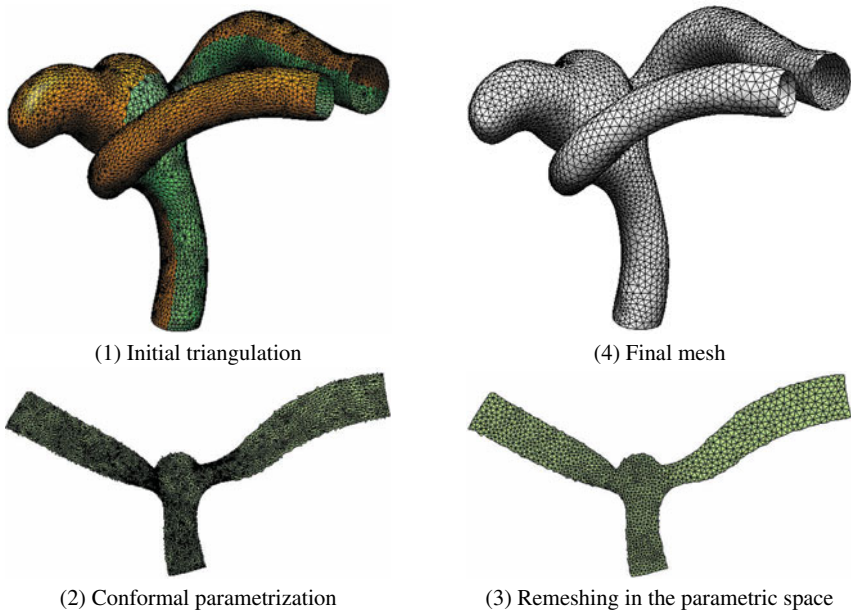 (1) Initial triangulation
(4) Final mesh
(2) Conformal parametrization
(3) Remeshing in the parametric space